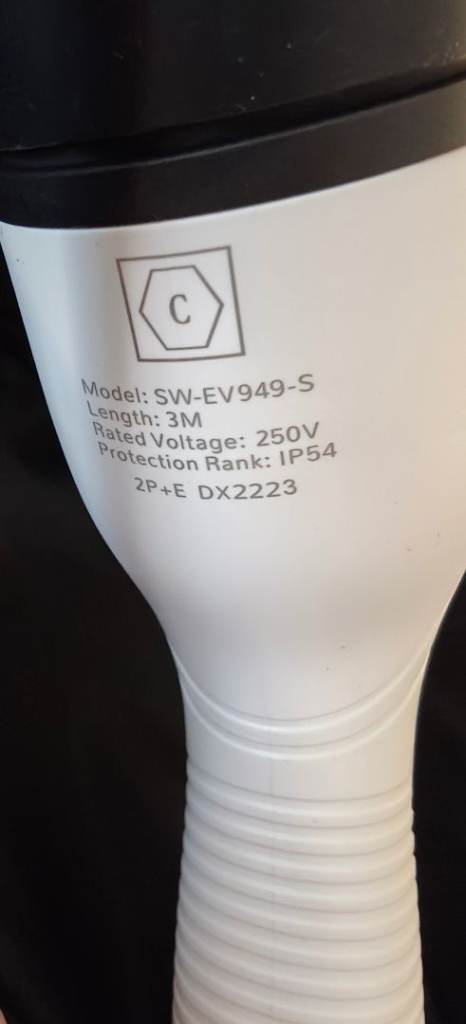 C
Model: SW-EV949-S
Length: 3M
Rated Voltage: 250V
Protection Rank: IP54
2P+E DX2223